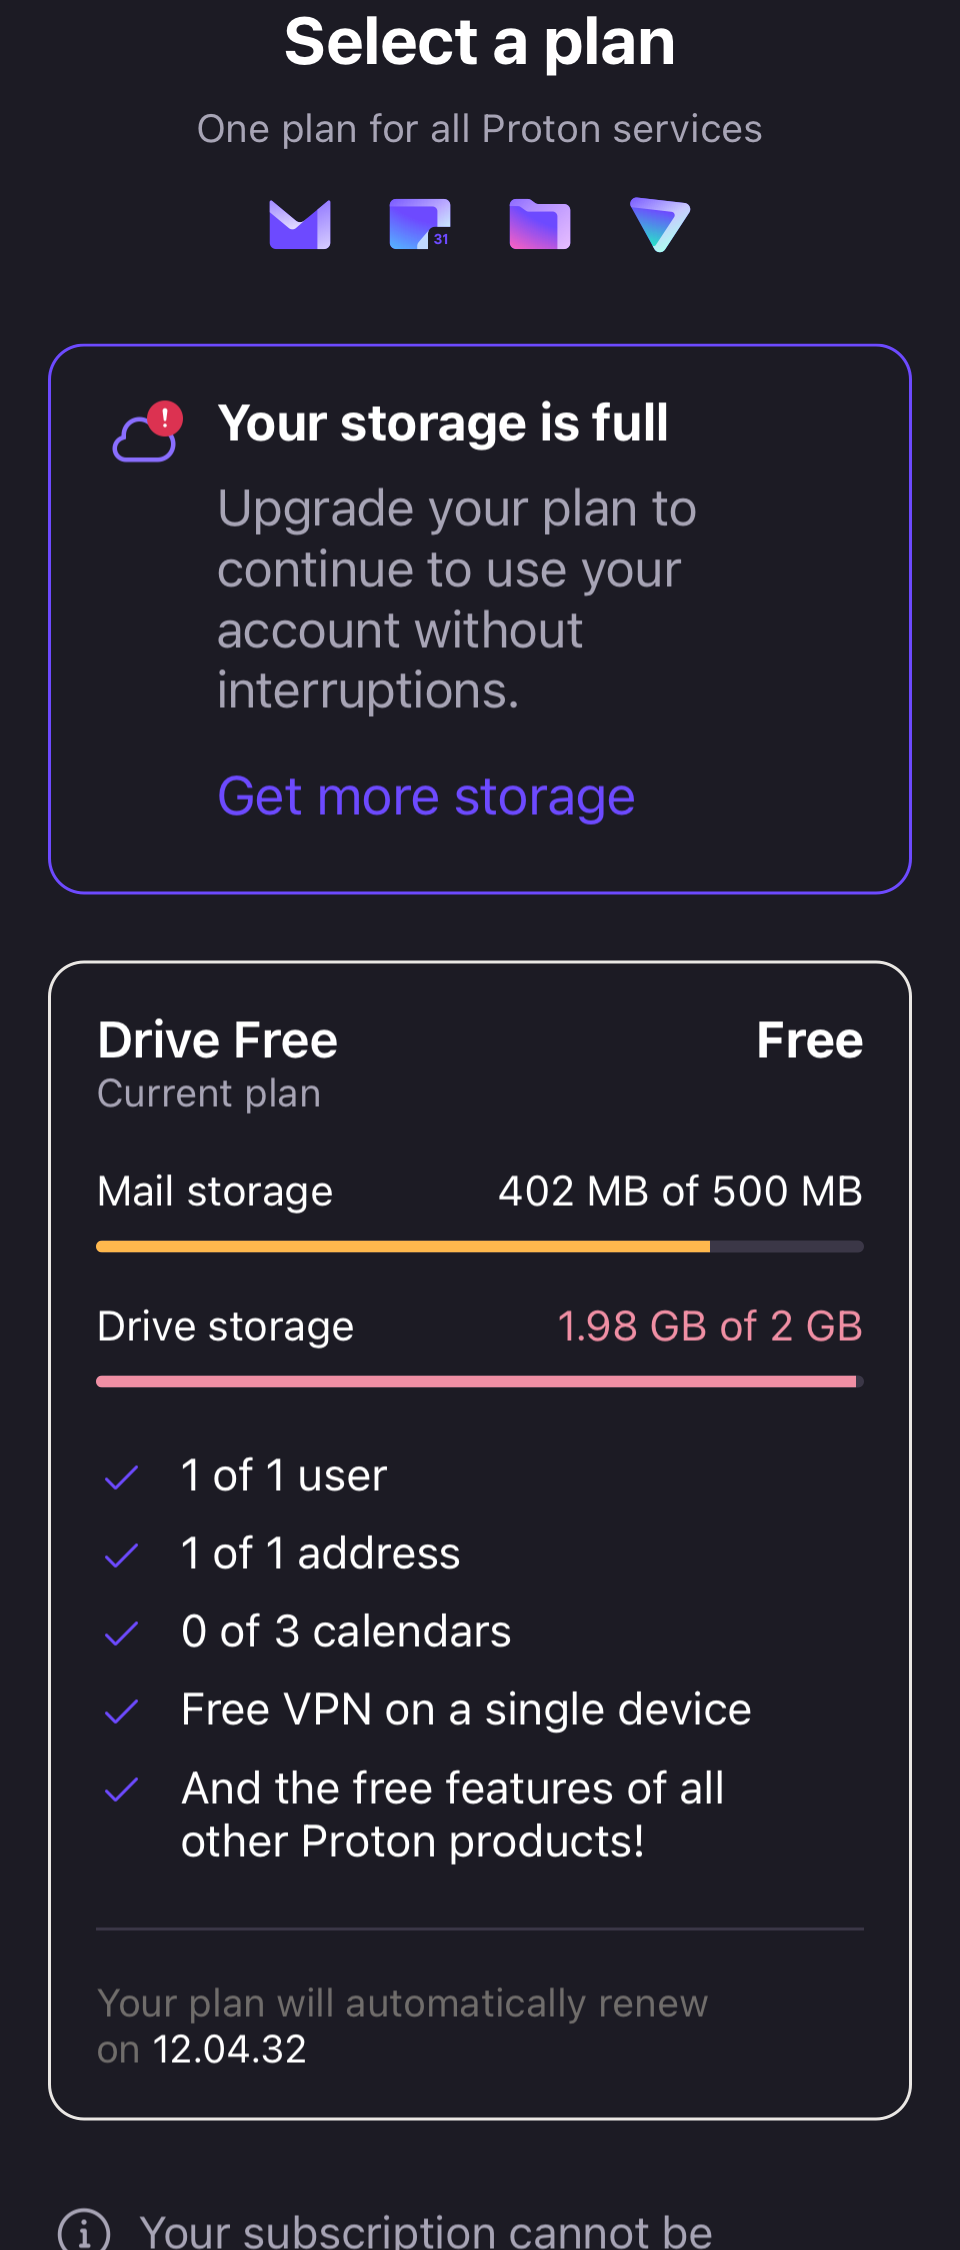 Select a plan
One plan for all Proton services
31
!
Your storage is full
Upgrade your plan to
continue to use your
account without
interruptions.
Get more storage
Drive Free
Free
Current plan
Mail storage
402 MB of 500 MB
Drive storage
1.98 GB of 2 GB
1 of 1 user
1 of 1 address
0 of 3 calendars
Free VPN on a single device
And the free features of all
other Proton products!
Your plan will automatically renew
on 12.04.32
Your subscription cannot be